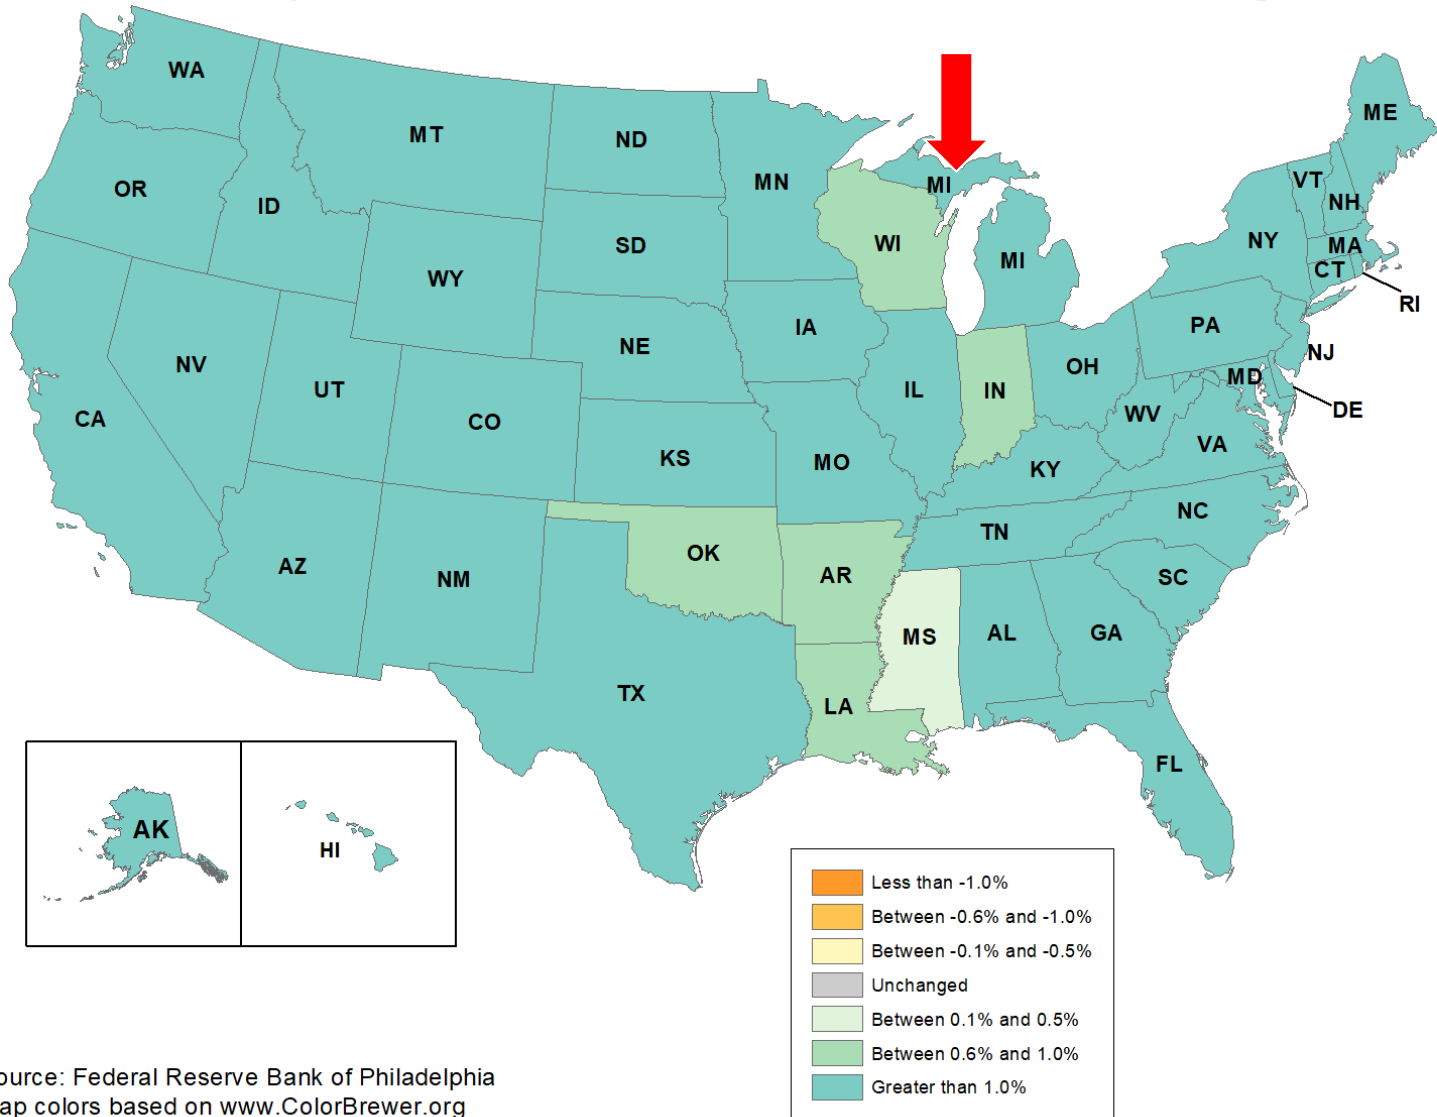 WA
MT
ND
MN
MI
ME
OR
ID
SD
WI
MI
VT
NH
NY
MA
CT
RI
WY
IA
NE
PA
NJ
NV
UT
CO
IL
IN
OH
MD
DE
CA
KS
MO
WV
VA
KY
AZ
NM
OK
AR
TN
NC
SC
TX
LA
MS
AL
GA
FL
AK
HI
Less than -1.0%
Between -0.6% and -1.0%
Between -0.1% and -0.5%
Unchanged
Between 0.1% and 0.5%
Between 0.6% and 1.0%
Greater than 1.0%
ource: Federal Reserve Bank of Philadelphia
ap colors based on www.ColorBrewer.org